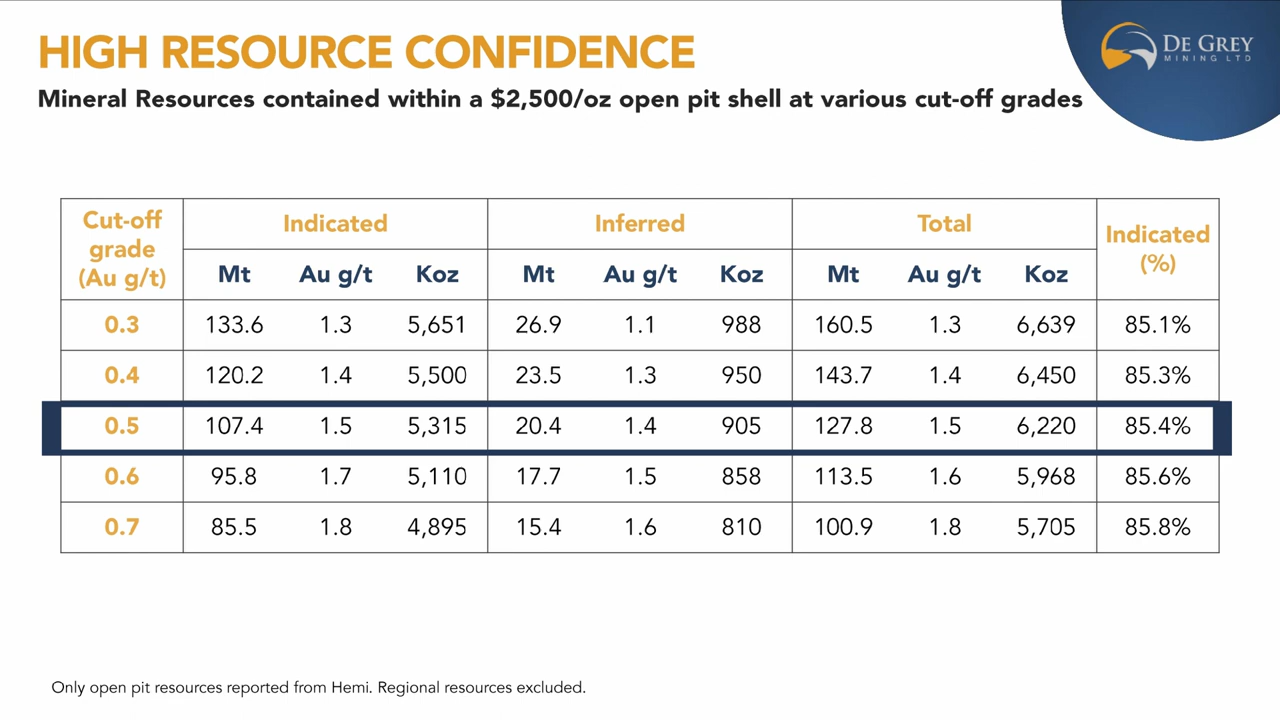 HIGH RESOURCE CONFIDENCE
Mineral Resources contained within a $2,500/oz open pit shell at various cut-off grades
DE GREY
MINING LTD
Cut-off grade (Au g/t) Indicated Inferred Total Indicated (%)
Mt Au g/t Koz Mt Au g/t Koz Mt Au g/t Koz
0.3 133.6 1.3 5,651 26.9 1.1 988 160.5 1.3 6,639 85.1%
0.4 120.2 1.4 5,500 23.5 1.3 950 143.7 1.4 6,450 85.3%
0.5 107.4 1.5 5,315 20.4 1.4 905 127.8 1.5 6,220 85.4%
0.6 95.8 1.7 5,110 17.7 1.5 858 113.5 1.6 5,968 85.6%
0.7 85.5 1.8 4,895 15.4 1.6 810 100.9 1.8 5,705 85.8%
Only open pit resources reported from Hemi. Regional resources excluded.